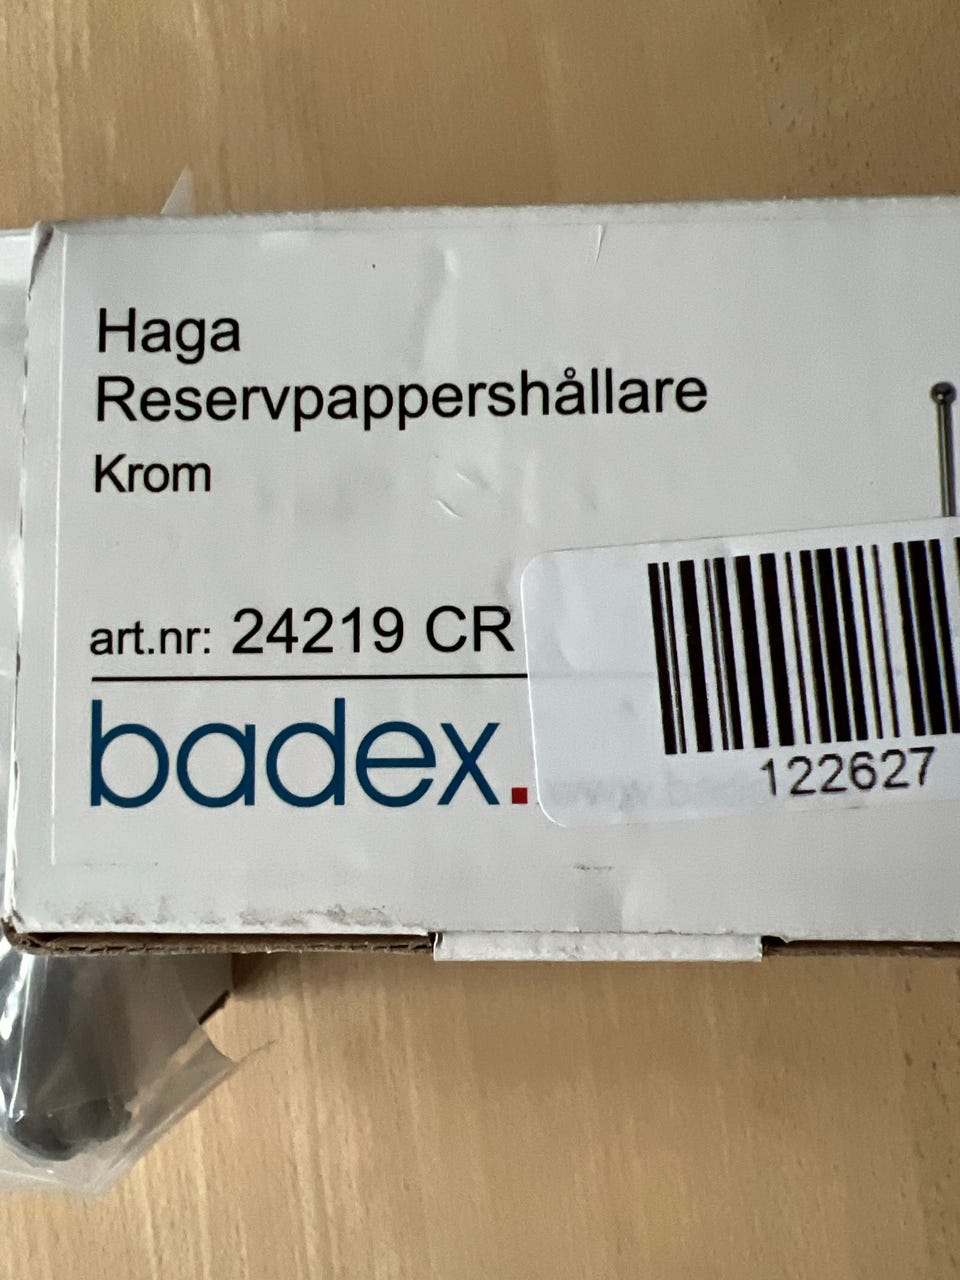 Haga
Reservpappershållare
Krom
art.nr: 24219 CR
badex.
122627